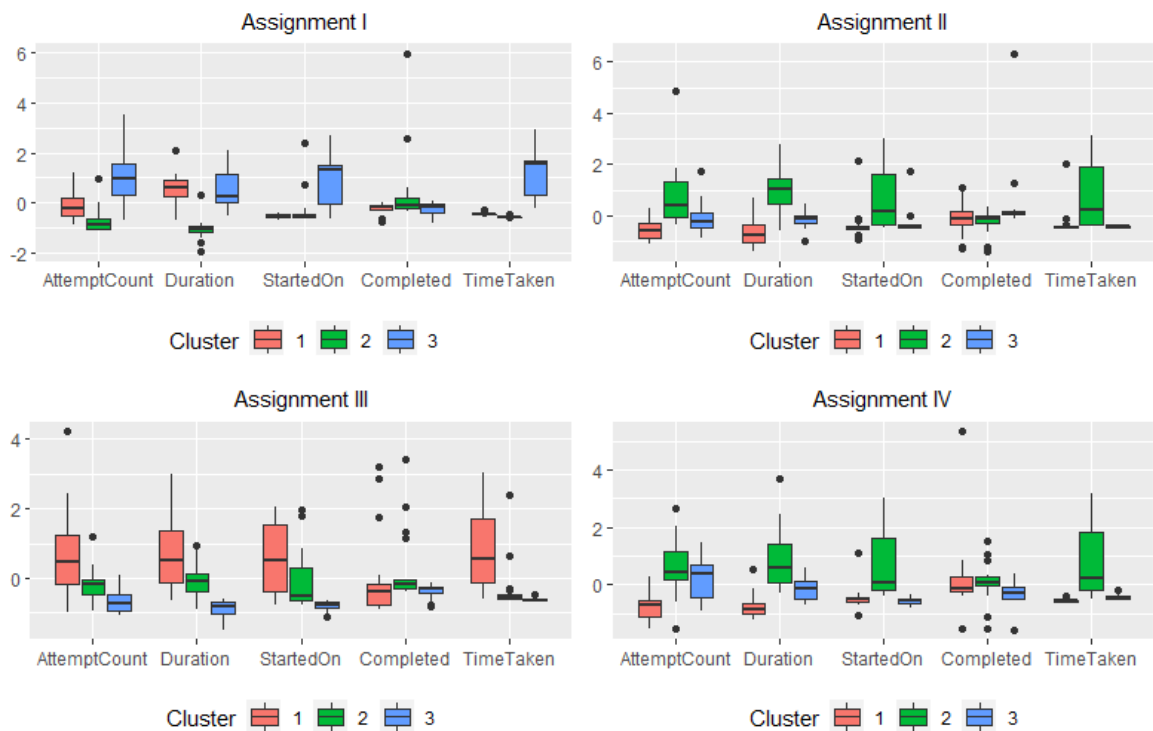 Assignment I
6
4
2
0
-2
AttemptCount Duration StartedOn Completed TimeTaken
Cluster 1 2 3
Assignment II
6
4
2
0
AttemptCount Duration StartedOn Completed TimeTaken
Cluster 1 2 3
Assignment III
4
2
0
AttemptCount Duration StartedOn Completed TimeTaken
Cluster 1 2 3
Assignment IV
4
2
0
AttemptCount Duration StartedOn Completed TimeTaken
Cluster 1 2 3